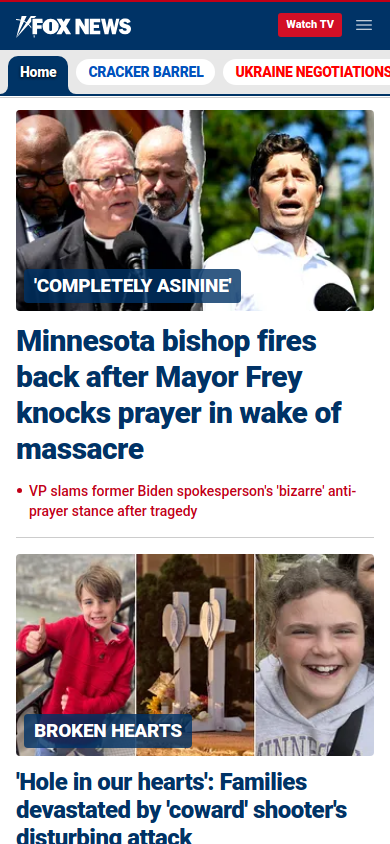 FOX NEWS
Watch TV
Home
CRACKER BARREL
UKRAINE NEGOTIATIONS
'COMPLETELY ASININE'
Minnesota bishop fires
back after Mayor Frey
knocks prayer in wake of
massacre
VP slams former Biden spokesperson's 'bizarre' anti-
prayer stance after tragedy
BROKEN HEARTS
'Hole in our hearts': Families
devastated by 'coward' shooter's
disturbing attack